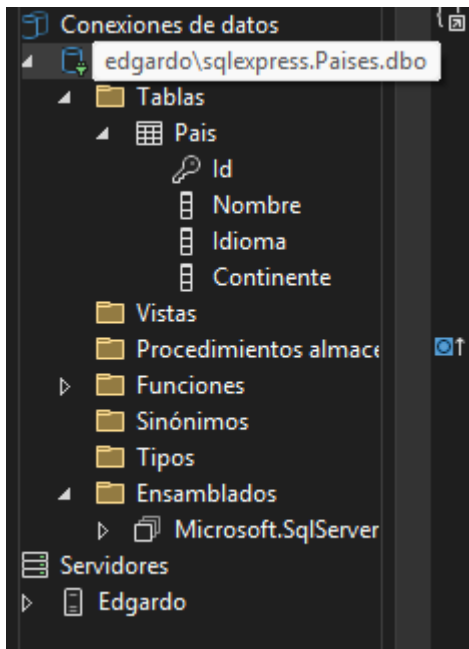 Conexiones de datos
edgardo\sqlexpress.Paises.dbo
Tablas
Pais
Id
Nombre
Idioma
Continente
Vistas
Procedimientos almace
Funciones
Sinónimos
Tipos
Ensamblados
Microsoft.SqlServer
Servidores
Edgardo